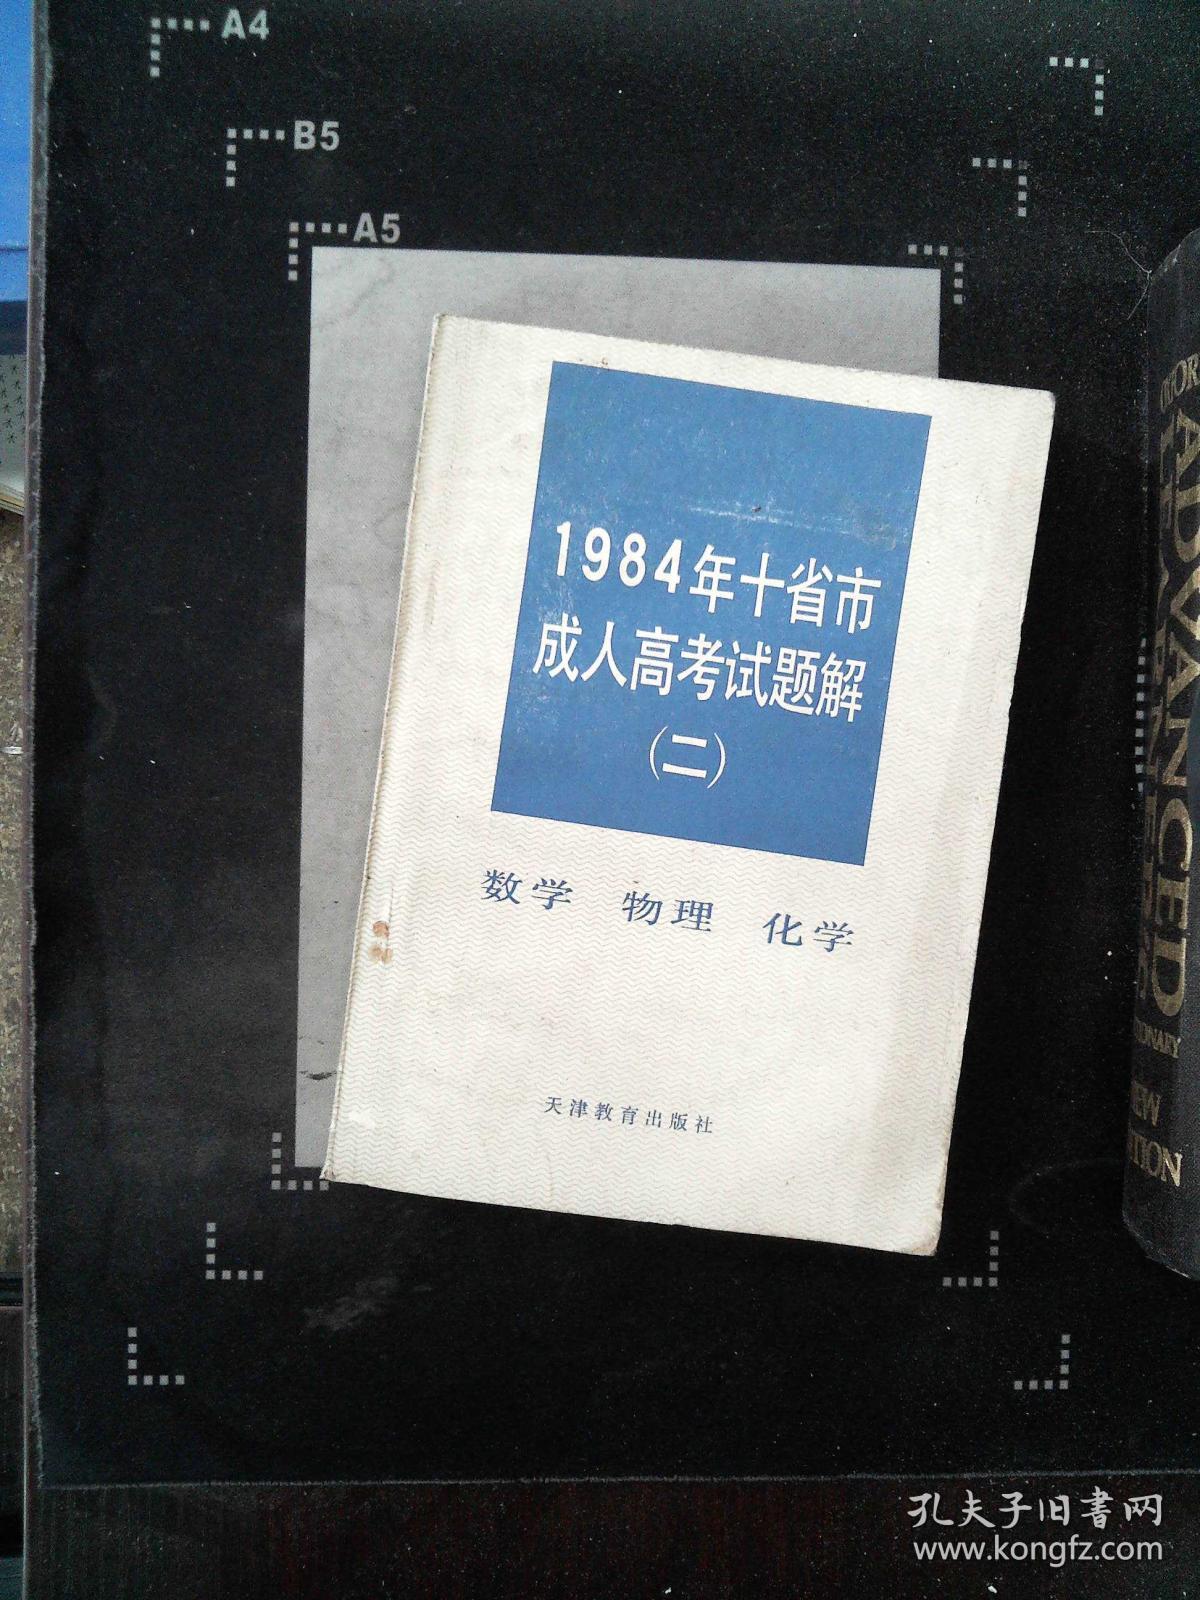 A4
B5
A5
1984年十省市
成人高考试题解
（二）
数学 物理 化学
天津教育出版社
ADVANCED
NEW
孔夫子旧书网
www.kongfz.com